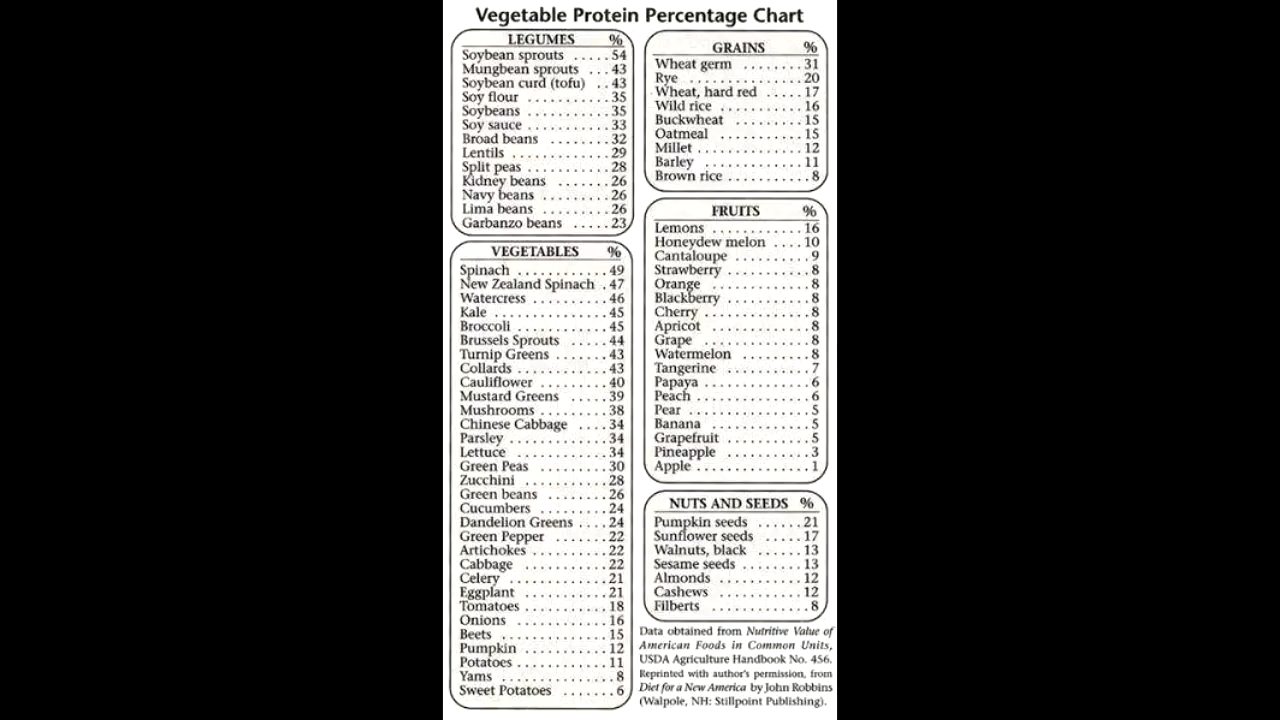 Vegetable Protein Percentage Chart
LEGUMES %
Soybean sprouts ..... 54
Mungbean sprouts ... 43
Soybean curd (tofu) .. 43
Soy flour ........... 35
Soybeans ........... 35
Soy sauce ........... 33
Broad beans ........ 32
Lentils ............. 29
Split peas ........... 28
Kidney beans ....... 26
Navy beans ......... 26
Lima beans ......... 26
Garbanzo beans ..... 23
VEGETABLES %
Spinach ............ 49
New Zealand Spinach . 47
Watercress ......... 46
Kale ............... 45
Broccoli ............ 45
Brussels Sprouts ..... 44
Turnip Greens ....... 43
Collards ............ 43
Cauliflower ......... 40
Mustard Greens ..... 39
Mushrooms ......... 38
Chinese Cabbage .... 34
Parsley ............. 34
Lettuce ............ 34
Green Peas ......... 30
Zucchini ........... 28
Green beans ........ 26
Cucumbers ......... 24
Dandelion Greens .... 24
Green Pepper ....... 22
Artichokes .......... 22
Cabbage ........... 22
Celery ............. 21
Eggplant ........... 21
Tomatoes ........... 18
Onions ............ 16
Beets .............. 15
Pumpkin ........... 12
Potatoes ............ 11
Yams ............... 8
Sweet Potatoes ....... 6
GRAINS %
Wheat germ ........ 31
Rye ............... 20
Wheat, hard red ..... 17
Wild rice ........... 16
Buckwheat ......... 15
Oatmeal ........... 15
Millet .............. 12
Barley ............. 11
Brown rice ........... 8
FRUITS %
Lemons ............ 16
Honeydew melon .... 10
Cantaloupe .......... 9
Strawberry ........... 8
Orange ............. 8
Blackberry ........... 8
Cherry .............. 8
Apricot ............. 8
Grape .............. 8
Watermelon ......... 8
Tangerine ........... 7
Papaya .............. 6
Peach ............... 6
Pear ................ 5
Banana ............. 5
Grapefruit ........... 5
Pineapple ........... 3
Apple ............... 1
NUTS AND SEEDS %
Pumpkin seeds ...... 21
Sunflower seeds ..... 17
Walnuts, black ...... 13
Sesame seeds ........ 13
Almonds ........... 12
Cashews ........... 12
Filberts ............ 8
Data obtained from Nutritive Value of
American Foods in Common Units,
USDA Agriculture Handbook No. 456.
Reprinted with author's permission, from
Diet for a New America by John Robbins
(Walpole, NH: Stillpoint Publishing).